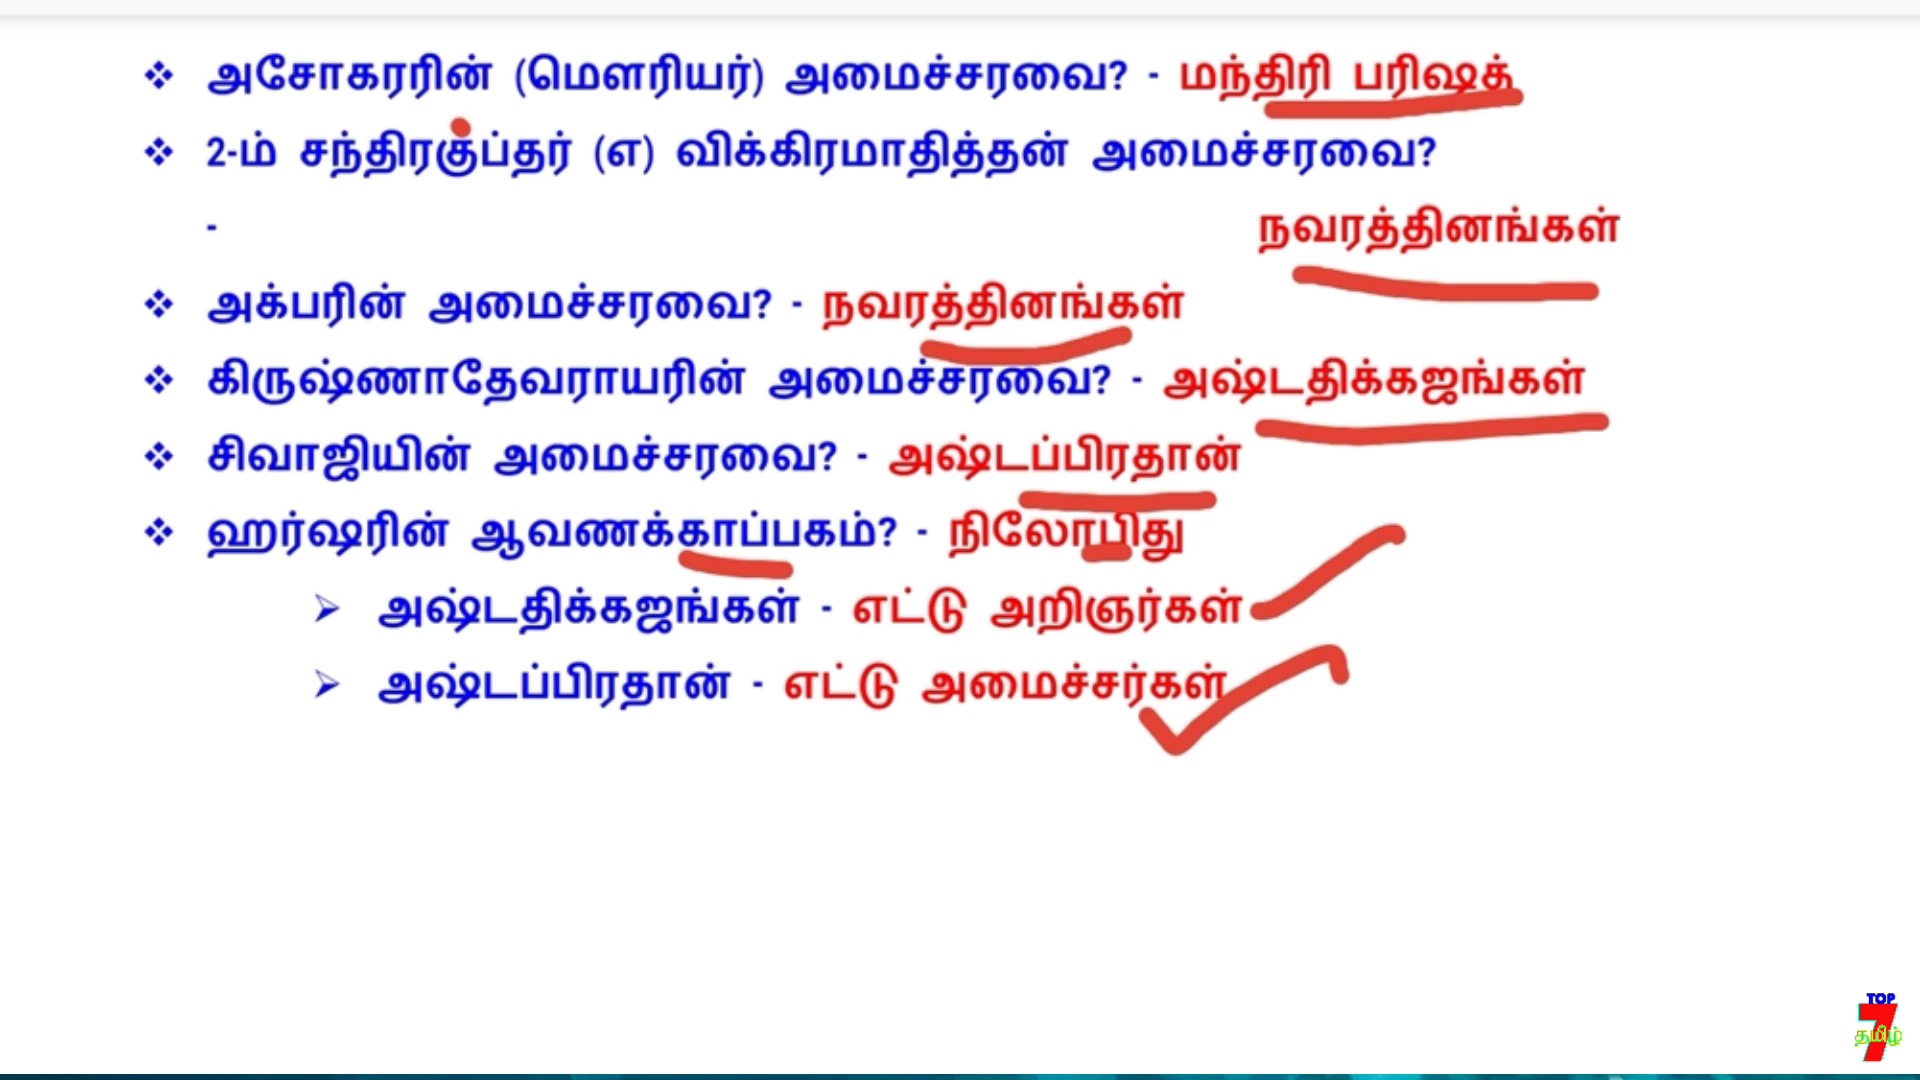 ❖ அசோகரரின் (மௌரியர்) அமைச்சரவை? - மந்திரி பரிஷத்
❖ 2-ம் சந்திரகுப்தர் (எ) விக்கிரமாதித்தன் அமைச்சரவை?
- நவரத்தினங்கள்
❖ அக்பரின் அமைச்சரவை? - நவரத்தினங்கள்
❖ கிருஷ்ணாதேவராயரின் அமைச்சரவை? - அஷ்டதிக்கஜங்கள்
❖ சிவாஜியின் அமைச்சரவை? - அஷ்டப்பிரதான்
❖ ஹர்ஷரின் ஆவணக்காப்பகம்? - நிலோபிது
➢ அஷ்டதிக்கஜங்கள் - எட்டு அறிஞர்கள்
➢ அஷ்டப்பிரதான் - எட்டு அமைச்சர்கள்
TOP
7
தமிழ்